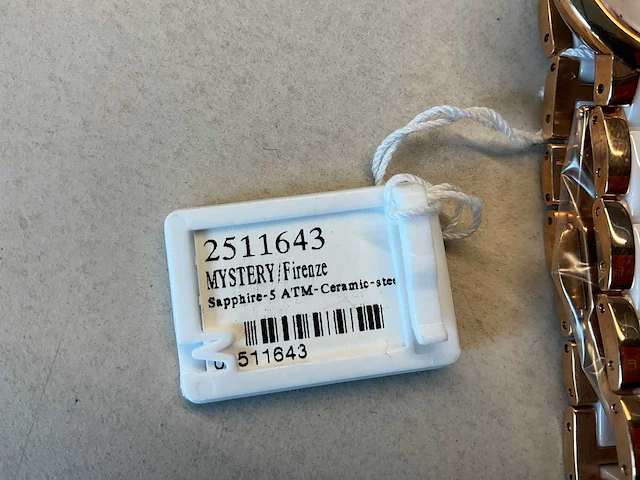 2511643
MYSTERY/Firenze
Sapphire-5 ATM-Ceramic-stee
511643